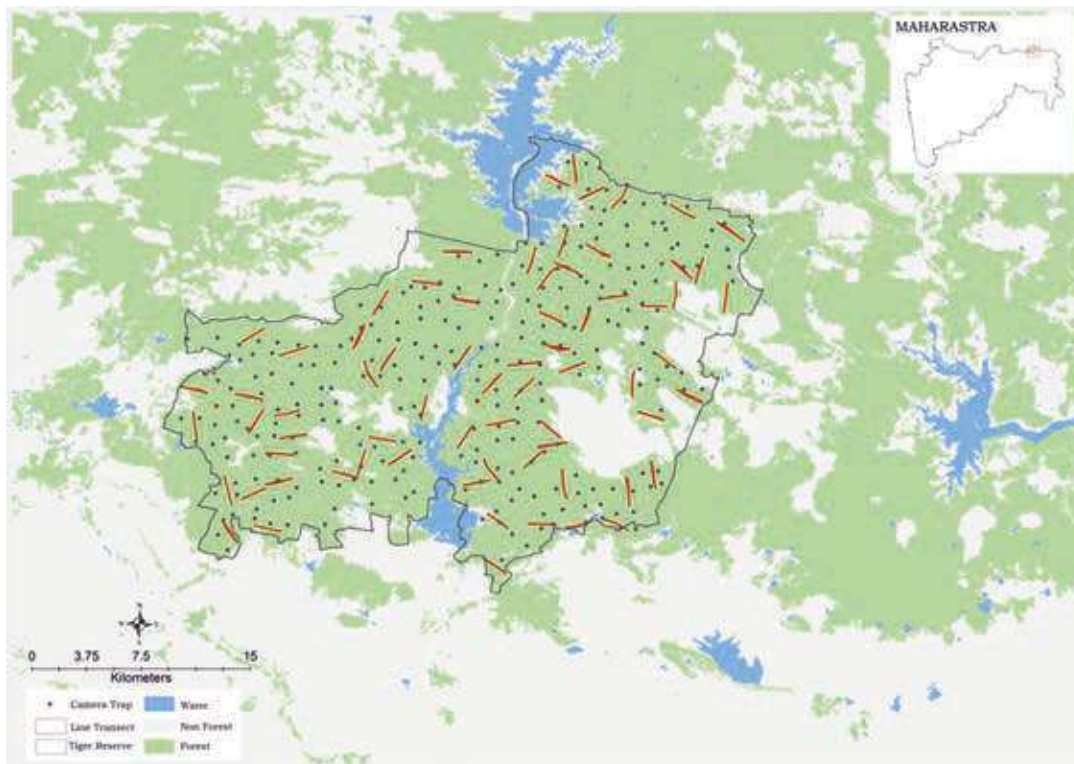 MAHARASTRA
0 3.75 7.5 15
Kilometers
Camera Trap Water
Line Transect Non Forest
Tiger Reserve Forest